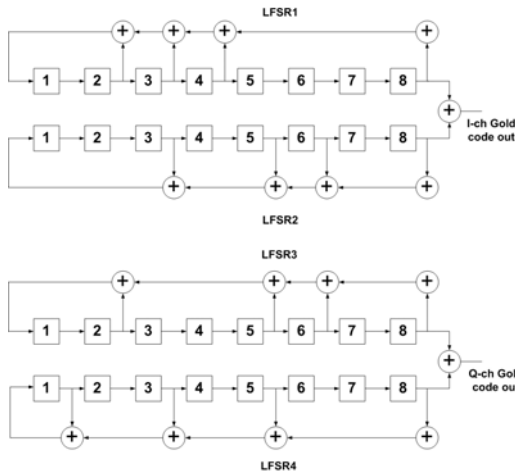 LFSR1
+ + + +
1 2 3 4 5 6 7 8
+
I-ch Gold
code out
1 2 3 4 5 6 7 8
+ + + +
LFSR2
LFSR3
+ + + +
1 2 3 4 5 6 7 8
+
Q-ch Gold
code ou
1 2 3 4 5 6 7 8
+ + + +
LFSR4